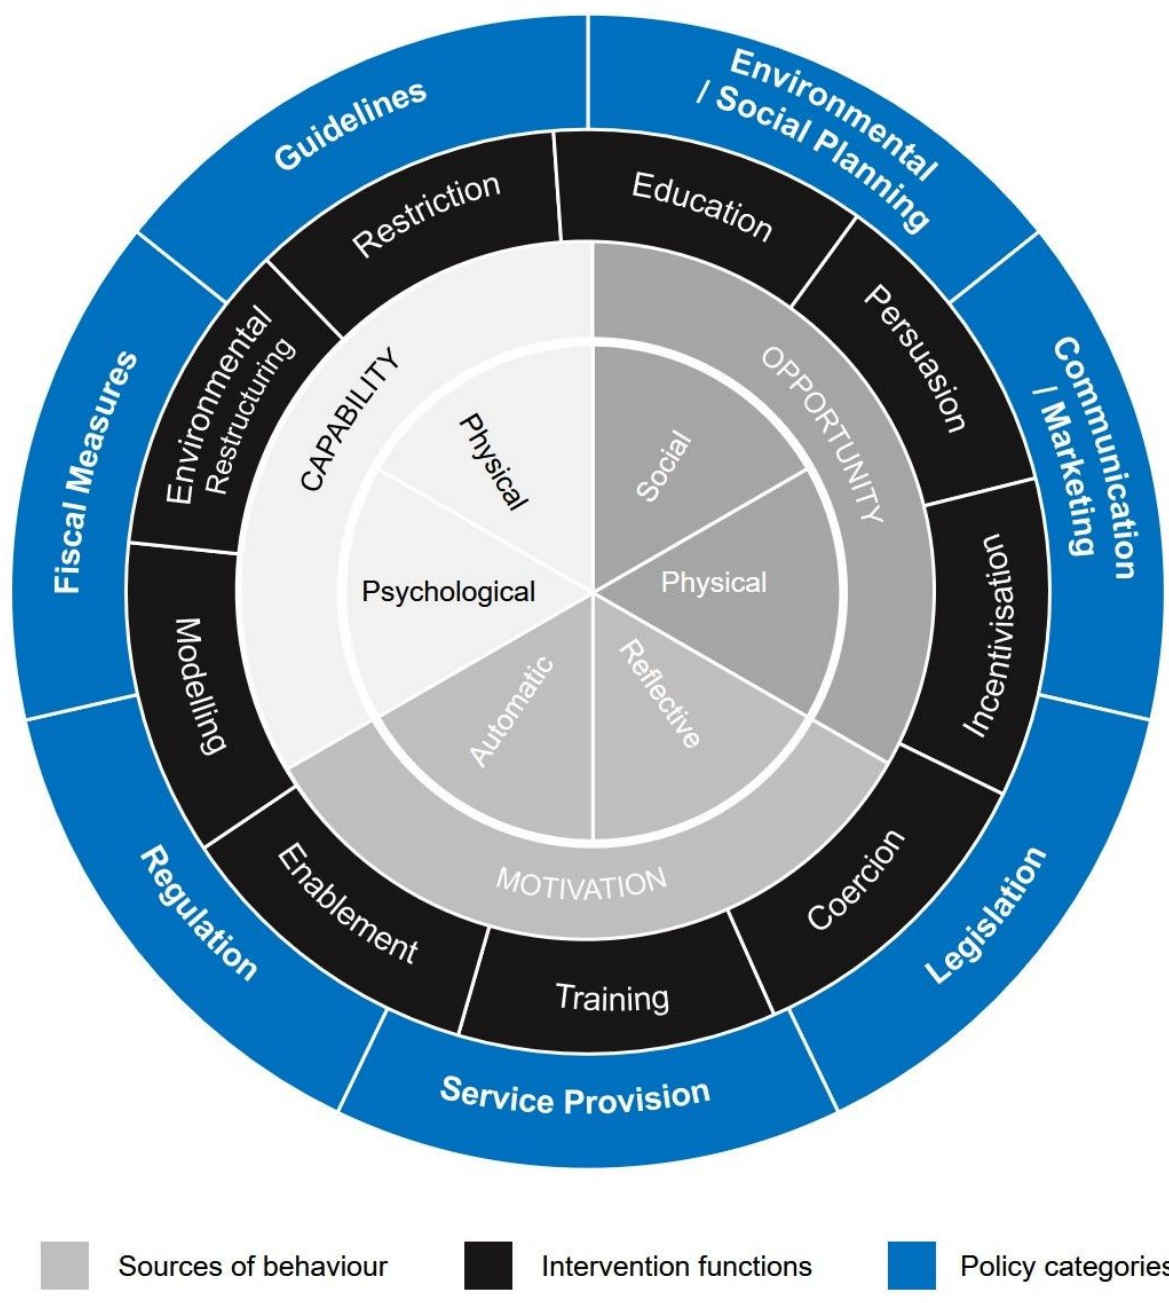 Guidelines
Environmental
/ Social Planning
Communication
/ Marketing
Legislation
Service Provision
Regulation
Fiscal Measures
Restriction
Education
Persuasion
Incentivisation
Coercion
Training
Enablement
Modelling
Environmental
Restructuring
CAPABILITY
OPPORTUNITY
MOTIVATION
Physical
Social
Physical
Reflective
Automatic
Psychological
Sources of behaviour
Intervention functions
Policy categories